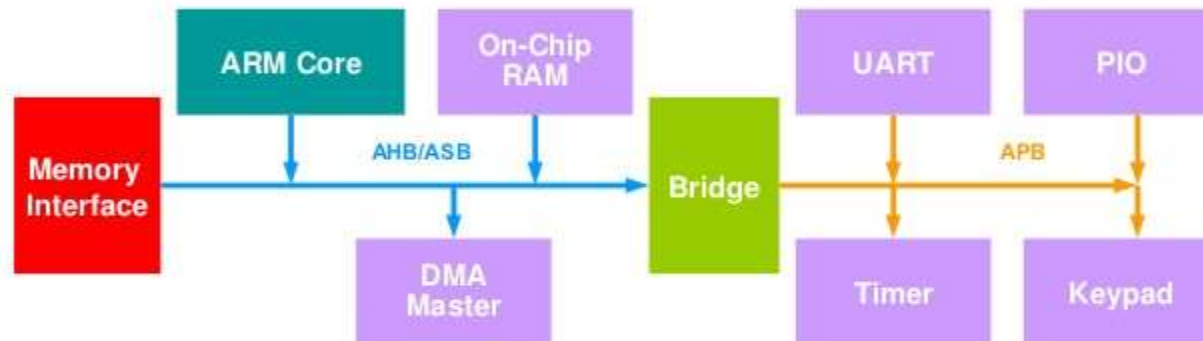 ARM Core
On-Chip
RAM
UART
PIO
Memory
Interface
AHB/ASB
Bridge
APB
DMA
Master
Timer
Keypad